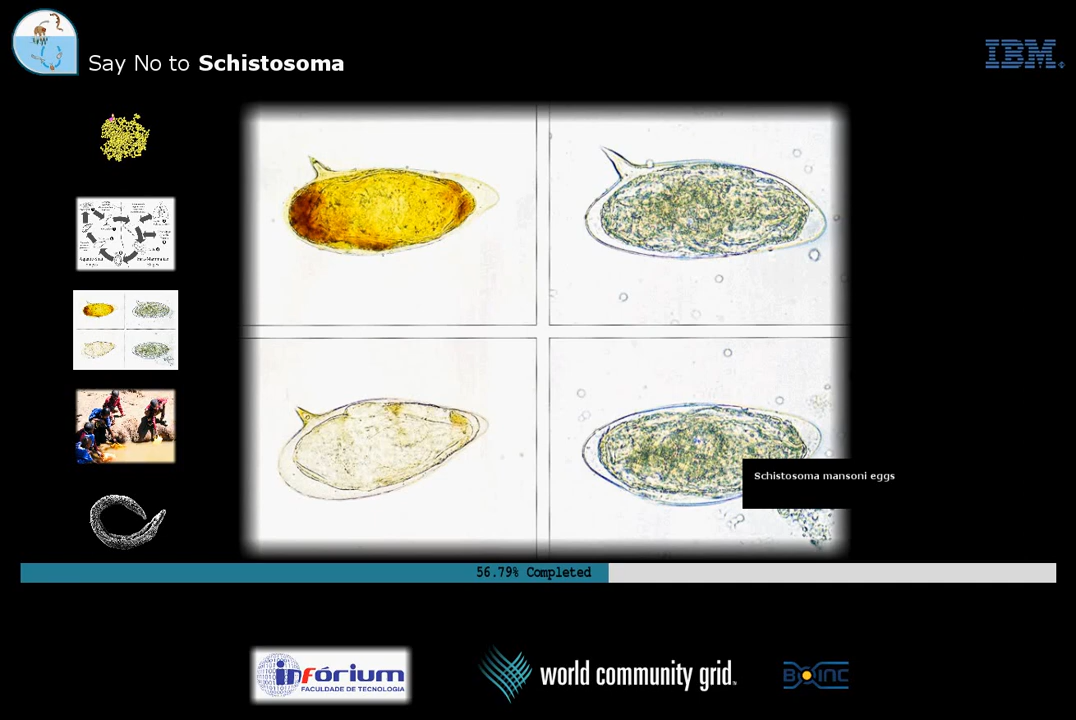 Say No to Schistosoma
IBM
Schistosoma mansoni eggs
56.79% Completed
infórium
FACULDADE DE TECNOLOGIA
world community grid
BOINC